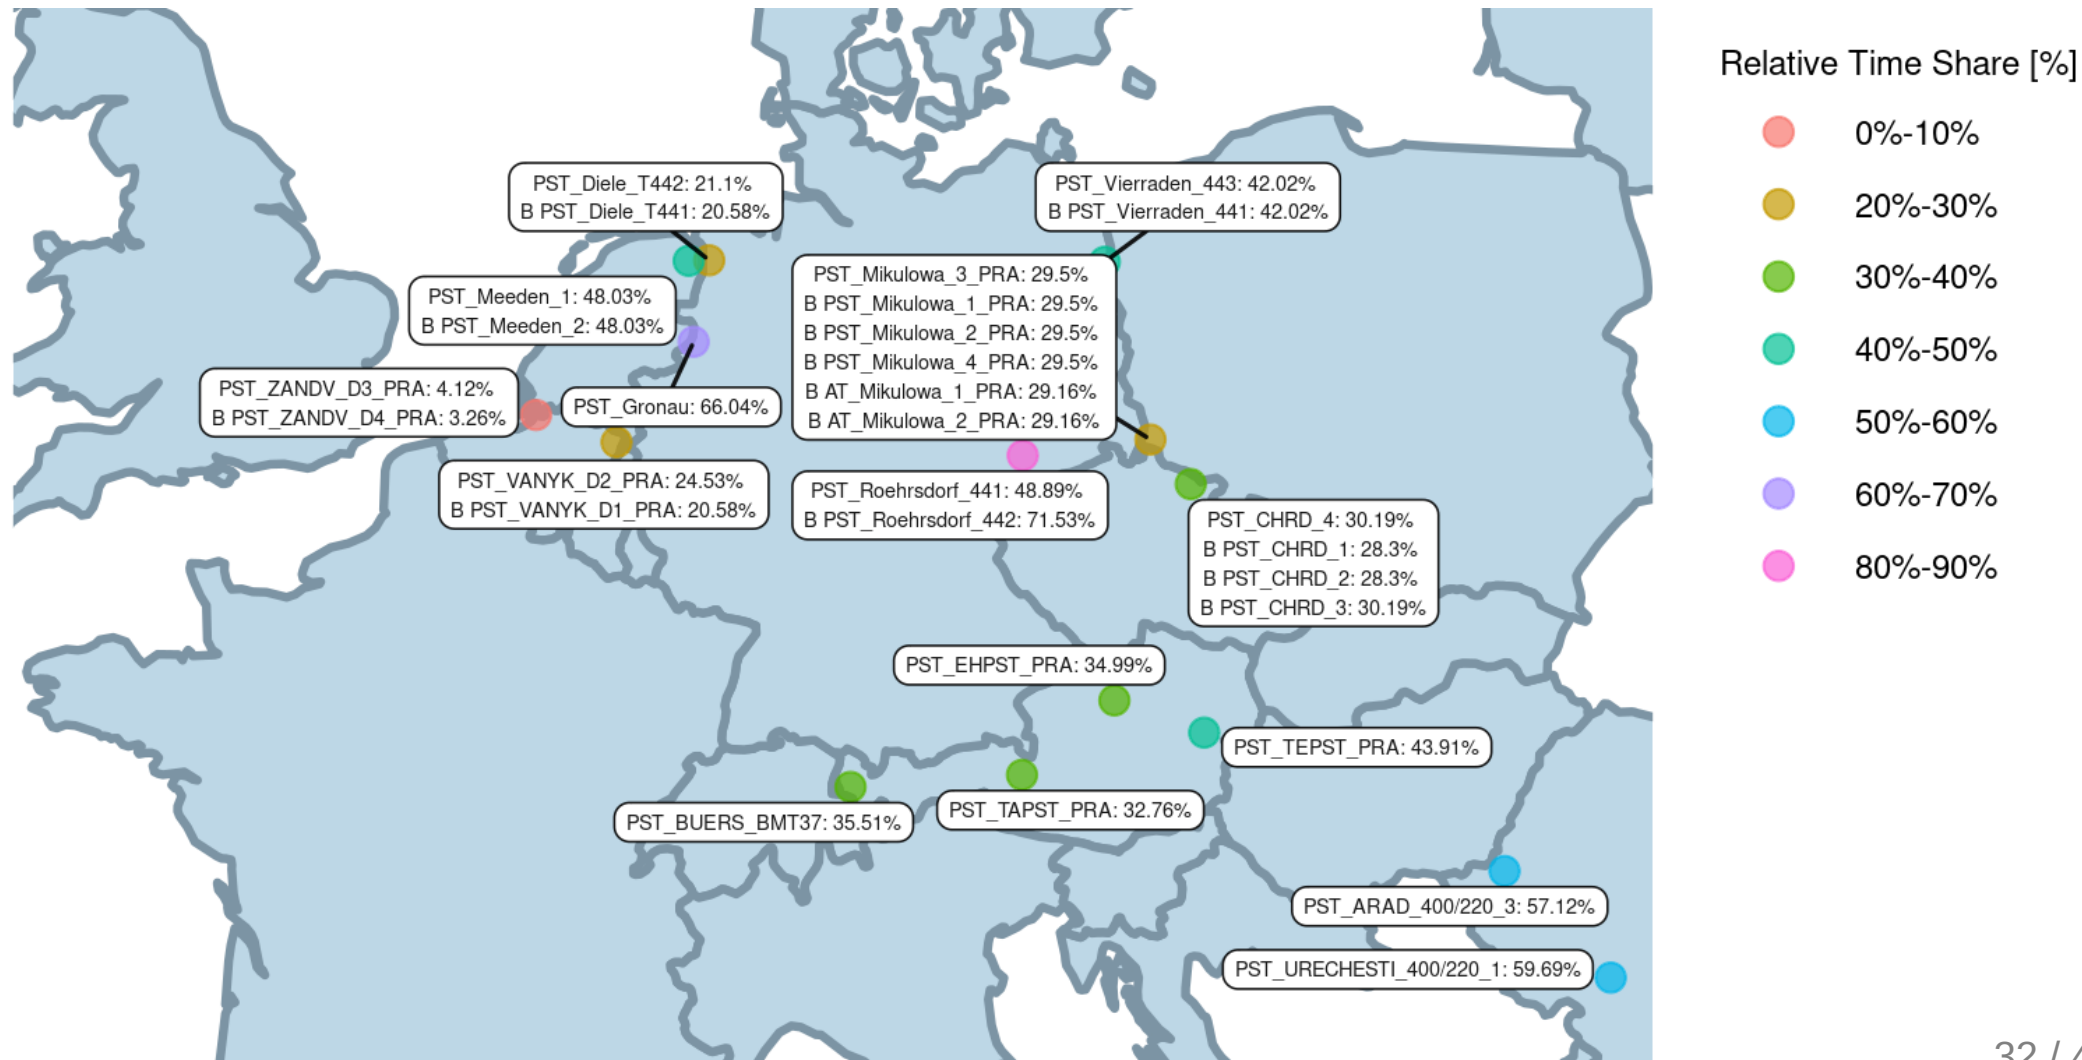 Relative Time Share [%]
0%-10%
20%-30%
30%-40%
40%-50%
50%-60%
60%-70%
80%-90%
PST_Diele_T442: 21.1%
B PST_Diele_T441: 20.58%
PST_Vierraden_443: 42.02%
B PST_Vierraden_441: 42.02%
PST_Meeden_1: 48.03%
B PST_Meeden_2: 48.03%
PST_Mikulowa_3_PRA: 29.5%
B PST_Mikulowa_1_PRA: 29.5%
B PST_Mikulowa_2_PRA: 29.5%
B PST_Mikulowa_4_PRA: 29.5%
B AT_Mikulowa_1_PRA: 29.16%
B AT_Mikulowa_2_PRA: 29.16%
PST_ZANDV_D3_PRA: 4.12%
B PST_ZANDV_D4_PRA: 3.26%
PST_Gronau: 66.04%
PST_VANYK_D2_PRA: 24.53%
B PST_VANYK_D1_PRA: 20.58%
PST_Roehrsdorf_441: 48.89%
B PST_Roehrsdorf_442: 71.53%
PST_CHRD_4: 30.19%
B PST_CHRD_1: 28.3%
B PST_CHRD_2: 28.3%
B PST_CHRD_3: 30.19%
PST_EHPST_PRA: 34.99%
PST_TEPST_PRA: 43.91%
PST_BUERS_BMT37: 35.51%
PST_TAPST_PRA: 32.76%
PST_ARAD_400/220_3: 57.12%
PST_URECHESTI_400/220_1: 59.69%
32 /